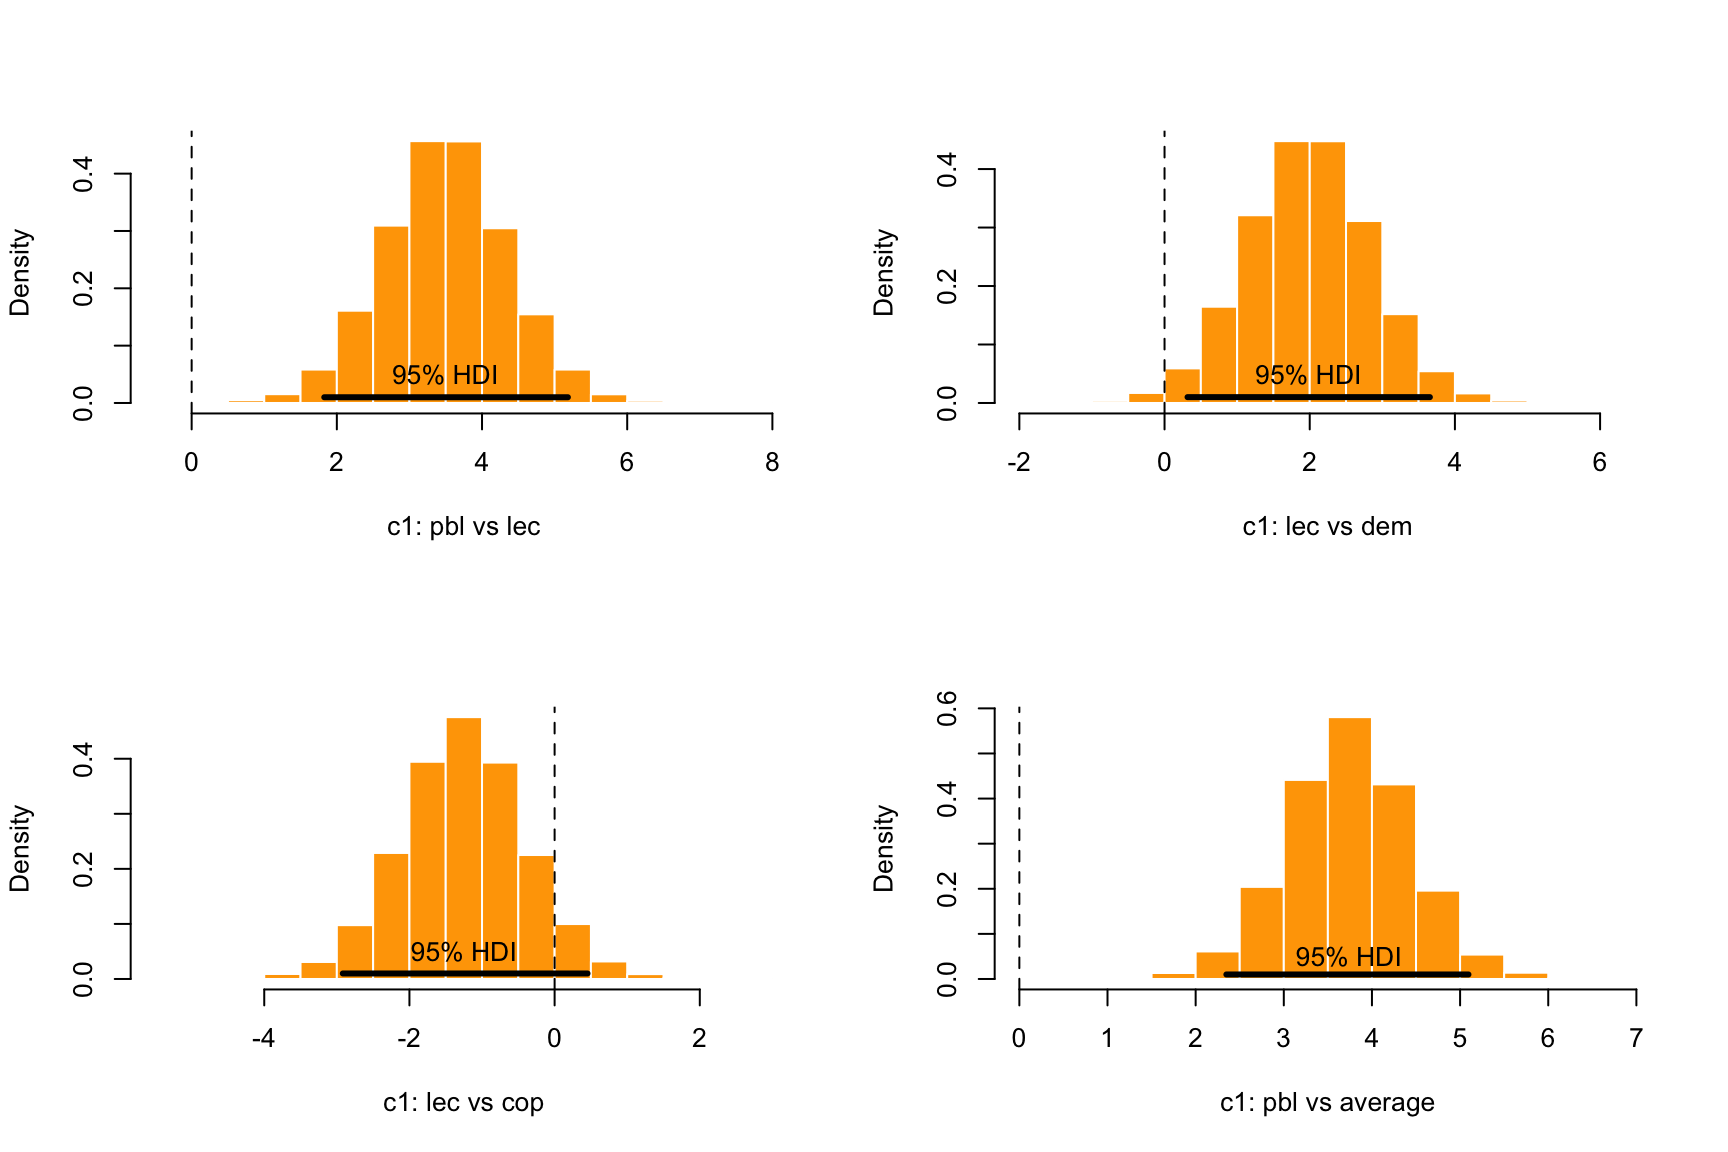 Density
0.0 0.2 0.4
95% HDI
0 2 4 6 8
c1: pbl vs lec
Density
0.0 0.2 0.4
95% HDI
-2 0 2 4 6
c1: lec vs dem
Density
0.0 0.2 0.4
95% HDI
-4 -2 0 2
c1: lec vs cop
Density
0.0 0.2 0.4 0.6
95% HDI
0 1 2 3 4 5 6 7
c1: pbl vs average